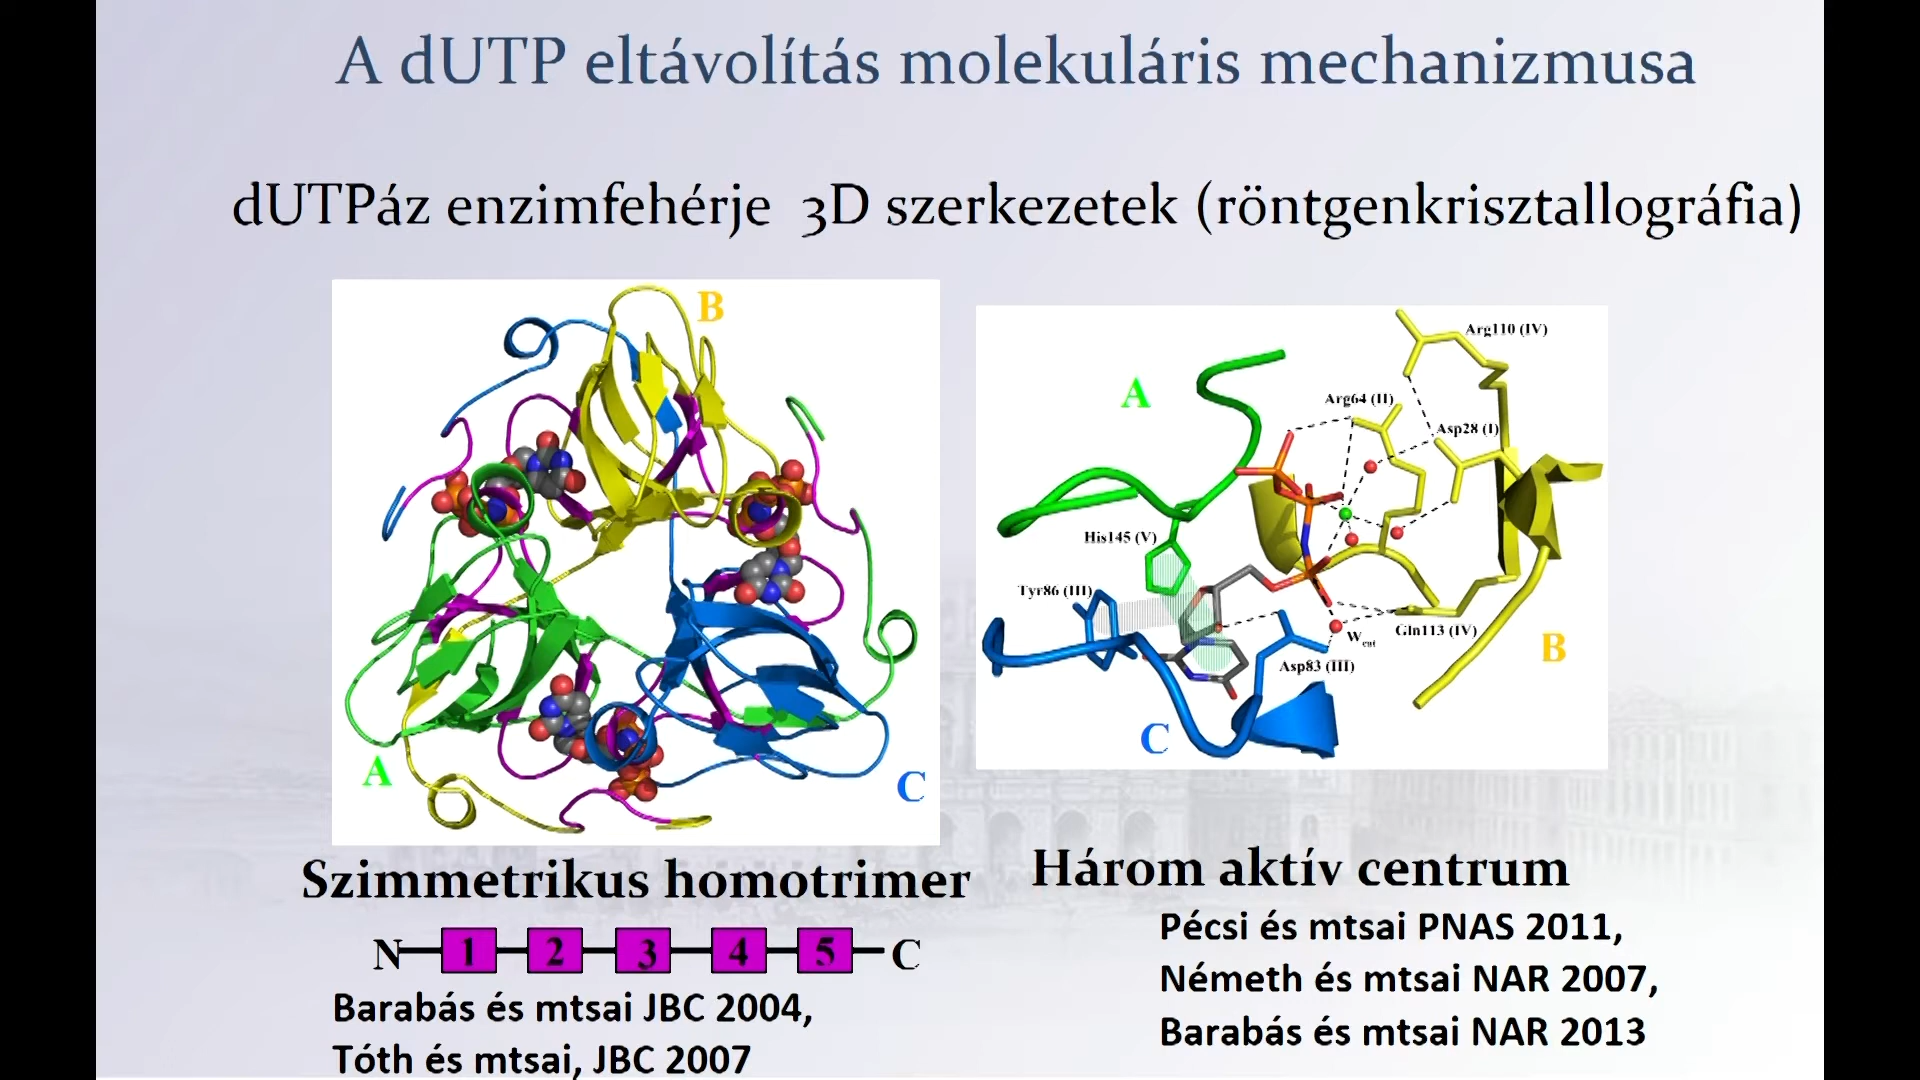 A dUTP eltávolítás molekuláris mechanizmusa
dUTPáz enzimfehérje 3D szerkezetek (röntgenkrisztallográfia)
B
A
C
Arg110 (IV)
A
Arg64 (II)
Asp28 (I)
His145 (V)
Tyr86 (III)
Gln113 (IV)
Wcat
Asp83 (III)
B
C
Szimmetrikus homotrimer
N 1 2 3 4 5 C
Barabás és mtsai JBC 2004,
Tóth és mtsai, JBC 2007
Három aktív centrum
Pécsi és mtsai PNAS 2011,
Németh és mtsai NAR 2007,
Barabás és mtsai NAR 2013